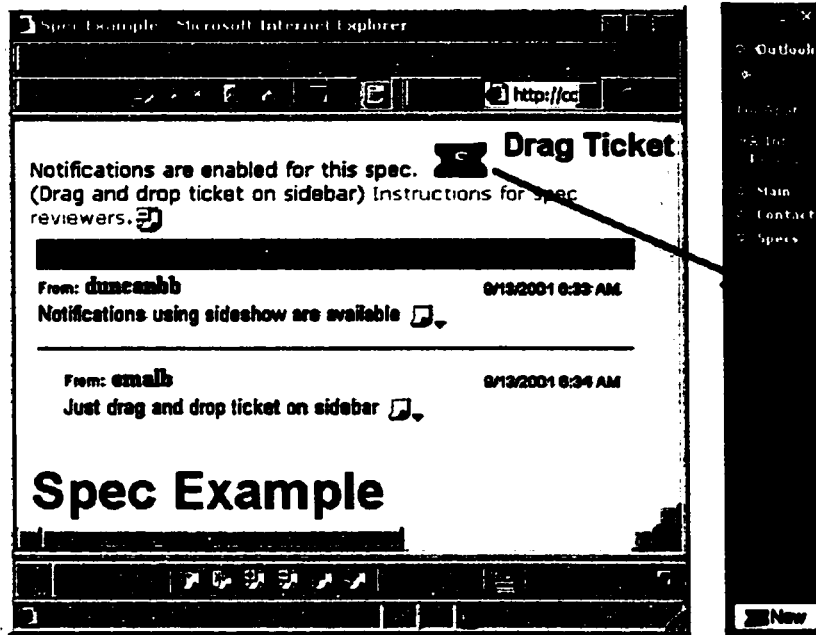 Spec Example - Microsoft Internet Explorer
http://cc
Drag Ticket
Notifications are enabled for this spec.
(Drag and drop ticket on sidebar) Instructions for spec
reviewers.
From: duncanbb
9/13/2001 6:33 AM
Notifications using sideshow are available
From: emalb
9/13/2001 6:34 AM
Just drag and drop ticket on sidebar
Spec Example
Outlook
Main
Contact
Specs
New